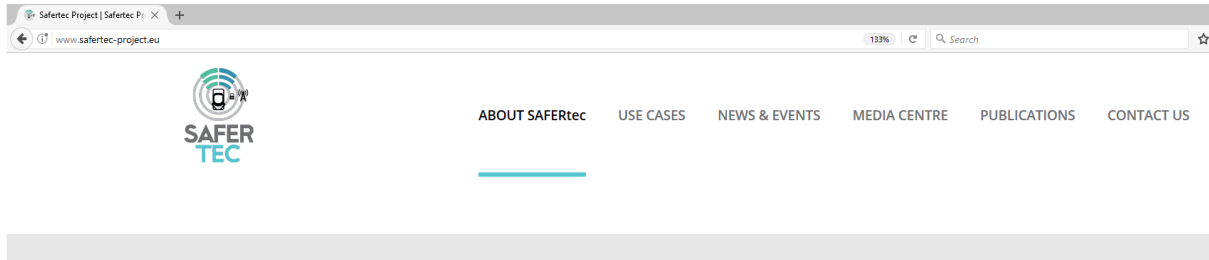 Safertec Project | Safertec Pr
www.safertec-project.eu
133%
Search
SAFER
TEC
ABOUT SAFERtec USE CASES NEWS & EVENTS MEDIA CENTRE PUBLICATIONS CONTACT US